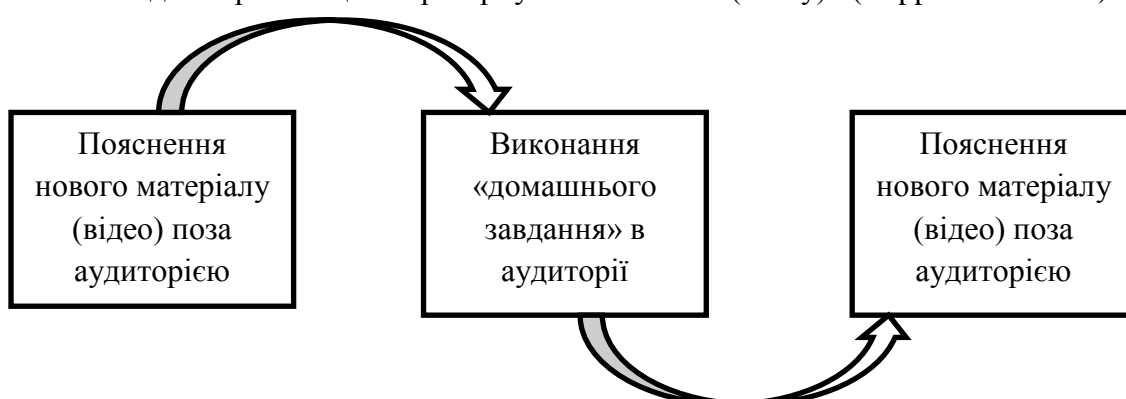 Пояснення
нового матеріалу
(відео) поза
аудиторією
Виконання
«домашнього
завдання» в
аудиторії
Пояснення
нового матеріалу
(відео) поза
аудиторією